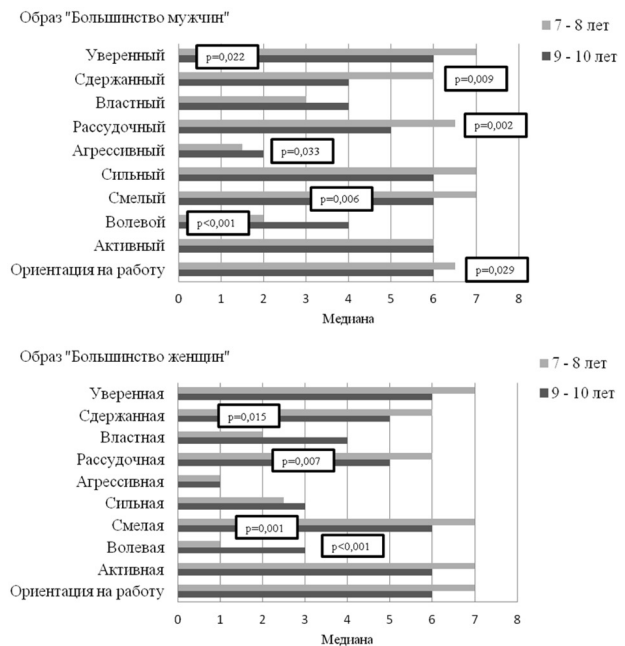 Образ "Большинство мужчин"
7 - 8 лет
9 - 10 лет
Уверенный
p=0,022
Сдержанный
p=0,009
Властный
Рассудочный
p=0,002
Агрессивный
p=0,033
Сильный
Смелый
p=0,006
Волевой
p<0,001
Активный
Ориентация на работу
p=0,029
0 1 2 3 4 5 6 7 8
Медиана
Образ "Большинство женщин"
7 - 8 лет
9 - 10 лет
Уверенная
Сдержанная
p=0,015
Властная
Рассудочная
p=0,007
Агрессивная
Сильная
Смелая
p=0,001
Волевая
p<0,001
Активная
Ориентация на работу
0 1 2 3 4 5 6 7 8
Медиана